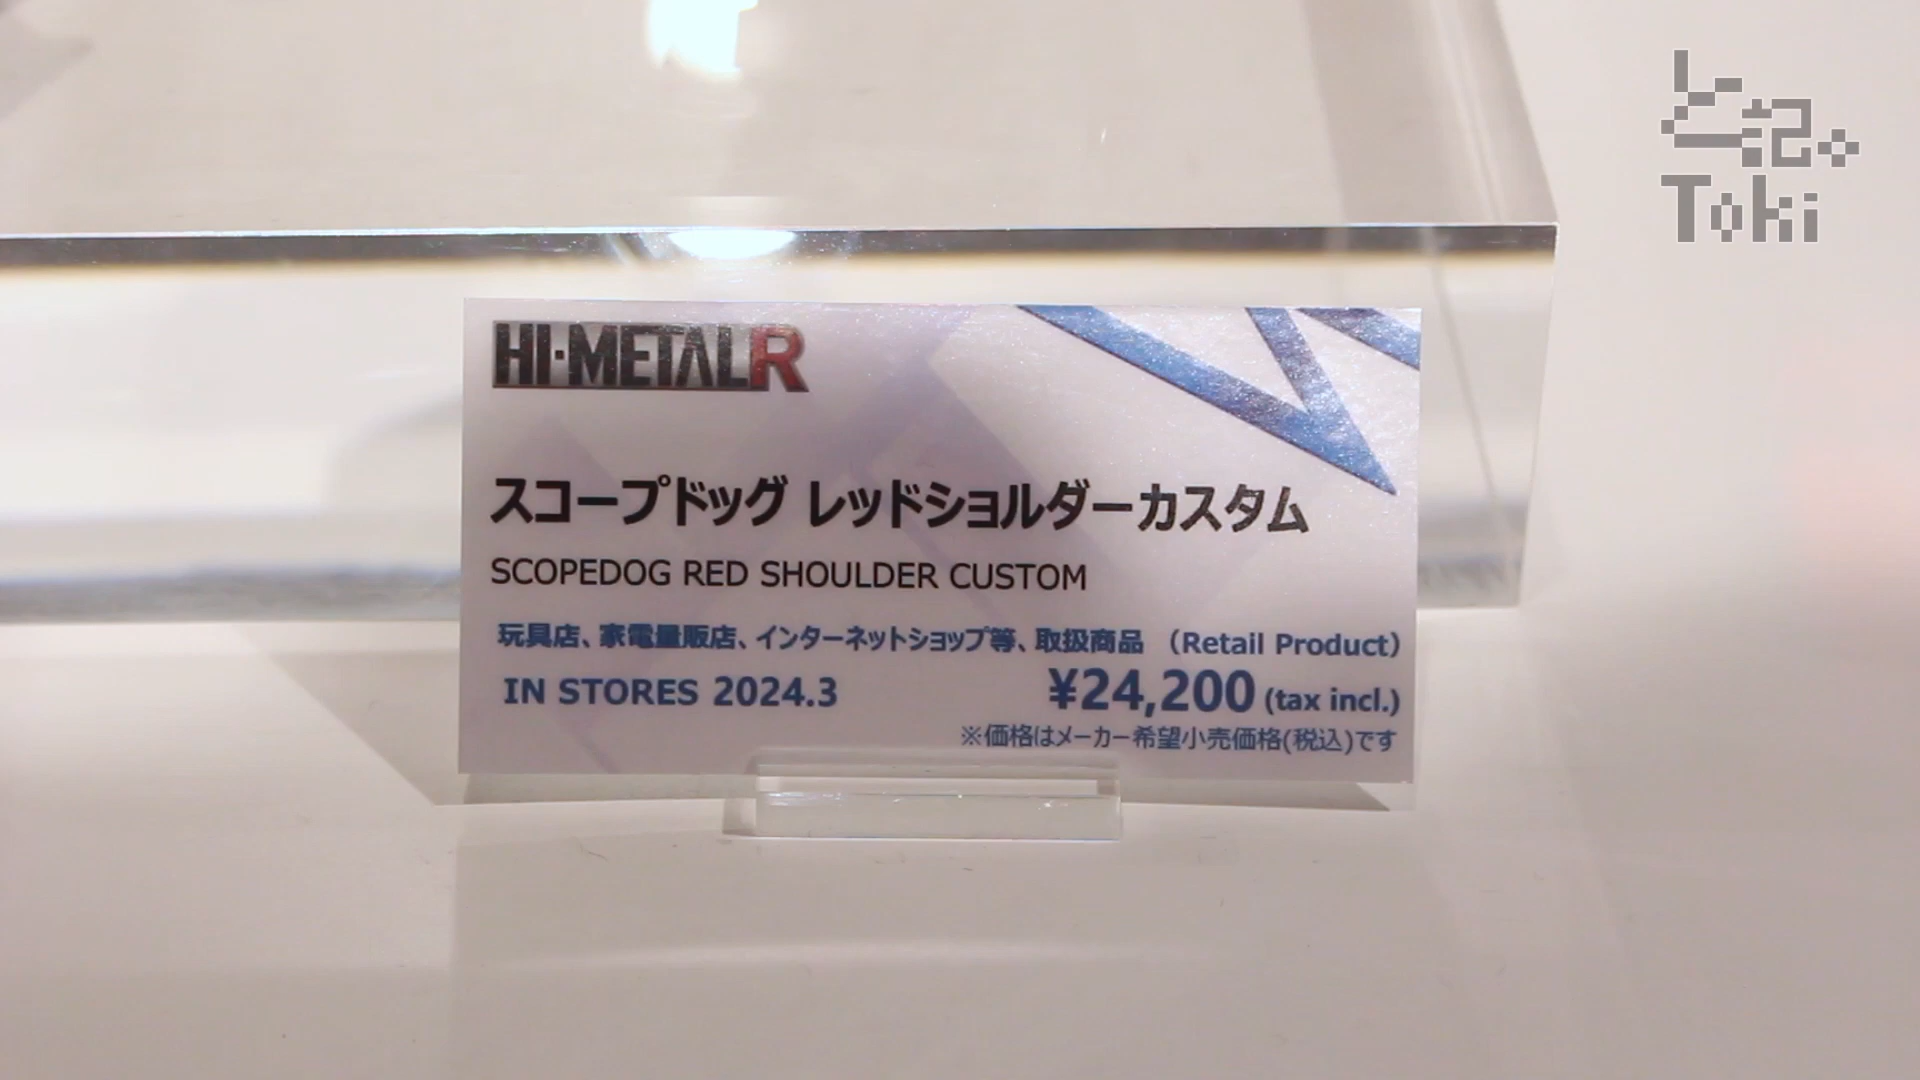 HI-METAL R
スコープドッグ レッドショルダーカスタム
SCOPEDOG RED SHOULDER CUSTOM
玩具店、家電量販店、インターネットショップ等、取扱商品 （Retail Product）
IN STORES 2024.3
¥24,200 (tax incl.)
※価格はメーカー希望小売価格(税込)です
と記。
Toki